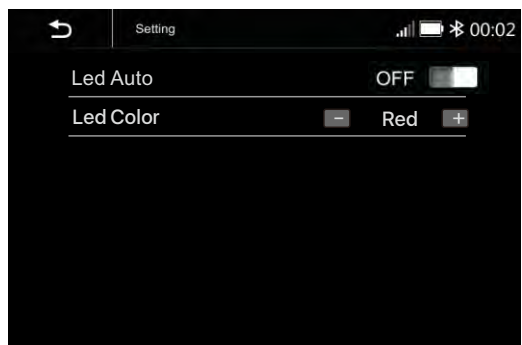 Setting 00:02
Led Auto OFF
Led Color - Red +